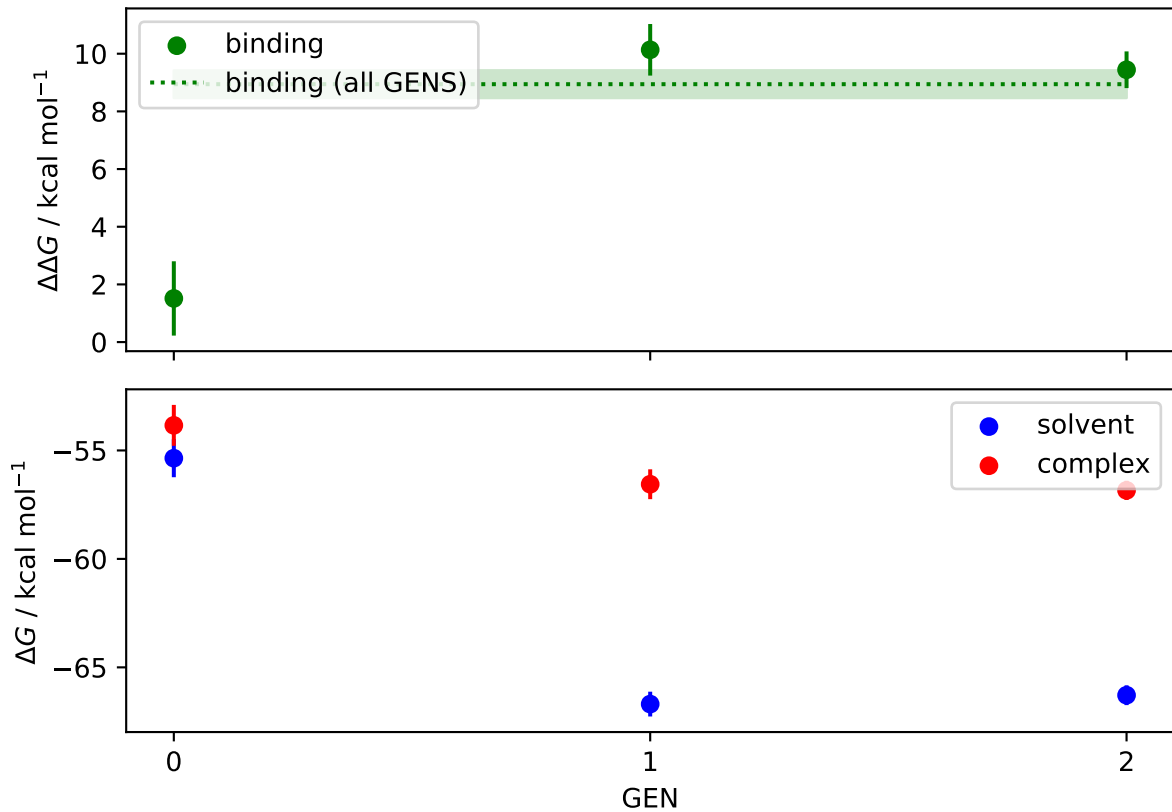 binding
binding (all GENS)
ΔΔG / kcal mol⁻¹
10
8
6
4
2
0
solvent
complex
ΔG / kcal mol⁻¹
−55
−60
−65
0 1 2
GEN